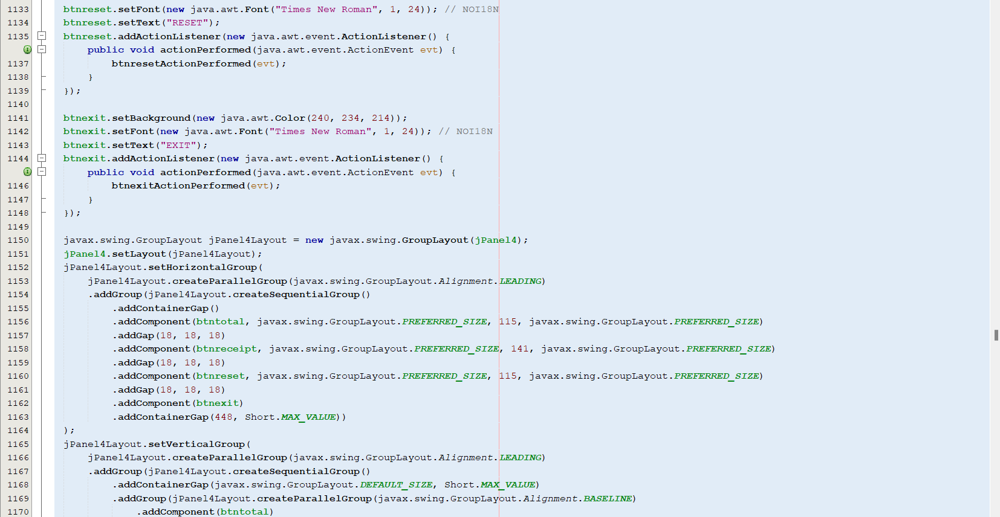 1133 btnreset.setFont(new java.awt.Font("Times New Roman", 1, 24)); // NOI18N
1134 btnreset.setText("RESET");
1135 btnreset.addActionListener(new java.awt.event.ActionListener() {
public void actionPerformed(java.awt.event.ActionEvent evt) {
1137 btnresetActionPerformed(evt);
1138 }
1139 });
1140
1141 btnexit.setBackground(new java.awt.Color(240, 234, 214));
1142 btnexit.setFont(new java.awt.Font("Times New Roman", 1, 24)); // NOI18N
1143 btnexit.setText("EXIT");
1144 btnexit.addActionListener(new java.awt.event.ActionListener() {
public void actionPerformed(java.awt.event.ActionEvent evt) {
1146 btnexitActionPerformed(evt);
1147 }
1148 });
1149
1150 javax.swing.GroupLayout jPanel4Layout = new javax.swing.GroupLayout(jPanel4);
1151 jPanel4.setLayout(jPanel4Layout);
1152 jPanel4Layout.setHorizontalGroup(
1153 jPanel4Layout.createParallelGroup(javax.swing.GroupLayout.Alignment.LEADING)
1154 .addGroup(jPanel4Layout.createSequentialGroup()
1155 .addContainerGap()
1156 .addComponent(btntotal, javax.swing.GroupLayout.PREFERRED_SIZE, 115, javax.swing.GroupLayout.PREFERRED_SIZE)
1157 .addGap(18, 18, 18)
1158 .addComponent(btnreceipt, javax.swing.GroupLayout.PREFERRED_SIZE, 141, javax.swing.GroupLayout.PREFERRED_SIZE)
1159 .addGap(18, 18, 18)
1160 .addComponent(btnreset, javax.swing.GroupLayout.PREFERRED_SIZE, 115, javax.swing.GroupLayout.PREFERRED_SIZE)
1161 .addGap(18, 18, 18)
1162 .addComponent(btnexit)
1163 .addContainerGap(448, Short.MAX_VALUE))
1164 );
1165 jPanel4Layout.setVerticalGroup(
1166 jPanel4Layout.createParallelGroup(javax.swing.GroupLayout.Alignment.LEADING)
1167 .addGroup(jPanel4Layout.createSequentialGroup()
1168 .addContainerGap(javax.swing.GroupLayout.DEFAULT_SIZE, Short.MAX_VALUE)
1169 .addGroup(jPanel4Layout.createParallelGroup(javax.swing.GroupLayout.Alignment.BASELINE)
1170 .addComponent(btntotal)